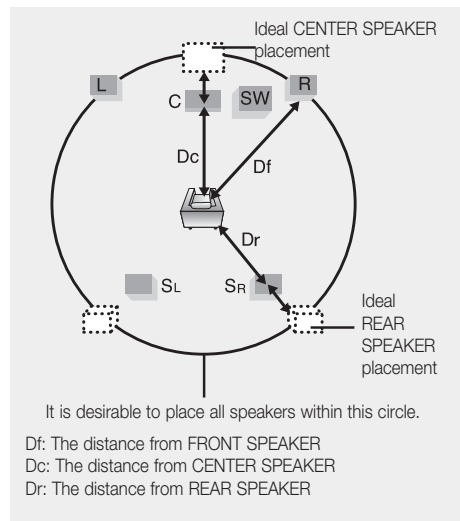 Ideal CENTER SPEAKER
placement
L
R
C
SW
Dc
Df
Dr
SL
SR
Ideal
REAR
SPEAKER
placement
It is desirable to place all speakers within this circle.
Df: The distance from FRONT SPEAKER
Dc: The distance from CENTER SPEAKER
Dr: The distance from REAR SPEAKER